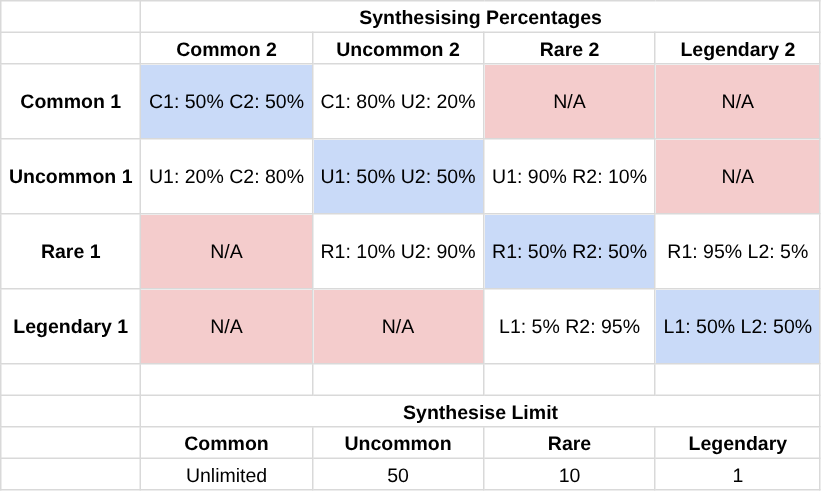 Synthesising Percentages
Common 2 Uncommon 2 Rare 2 Legendary 2
Common 1 C1: 50% C2: 50% C1: 80% U2: 20% N/A N/A
Uncommon 1 U1: 20% C2: 80% U1: 50% U2: 50% U1: 90% R2: 10% N/A
Rare 1 N/A R1: 10% U2: 90% R1: 50% R2: 50% R1: 95% L2: 5%
Legendary 1 N/A N/A L1: 5% R2: 95% L1: 50% L2: 50%
Synthesise Limit
Common Uncommon Rare Legendary
Unlimited 50 10 1